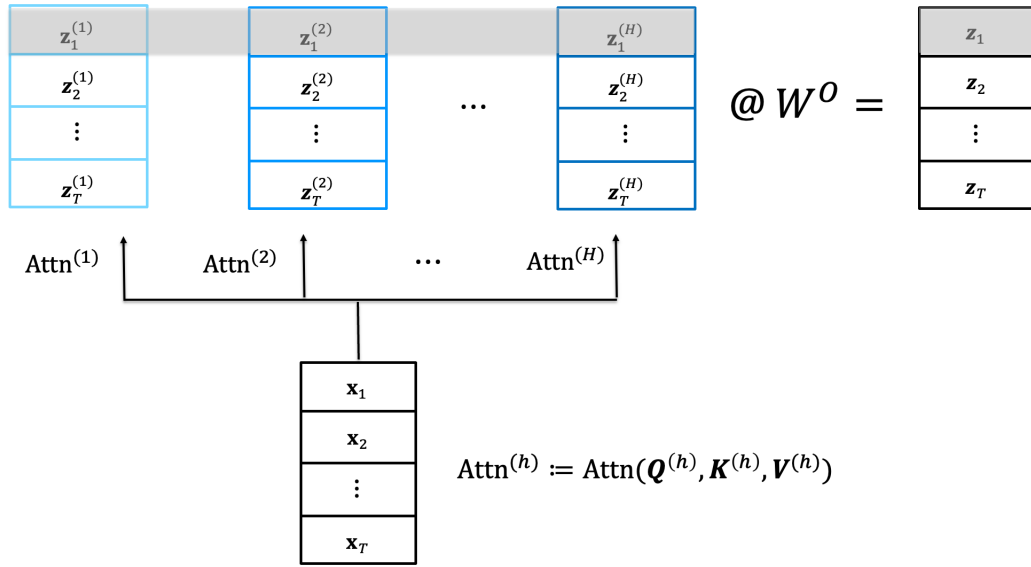 𝐳₁⁽¹⁾ 𝐳₁⁽²⁾ 𝐳₁⁽ᴴ⁾ 𝒛₁
𝒛₂⁽¹⁾ 𝒛₂⁽²⁾ ⋯ 𝒛₂⁽ᴴ⁾ @ Wᴼ = 𝒛₂
⋮ ⋮ ⋮ ⋮
𝒛_T⁽¹⁾ 𝒛_T⁽²⁾ 𝒛_T⁽ᴴ⁾ 𝒛_T
Attn⁽¹⁾ Attn⁽²⁾ ⋯ Attn⁽ᴴ⁾
𝐱₁
𝐱₂
⋮
𝐱_T
Attn⁽ʰ⁾ ≔ Attn(𝑸⁽ʰ⁾, 𝑲⁽ʰ⁾, 𝑽⁽ʰ⁾)